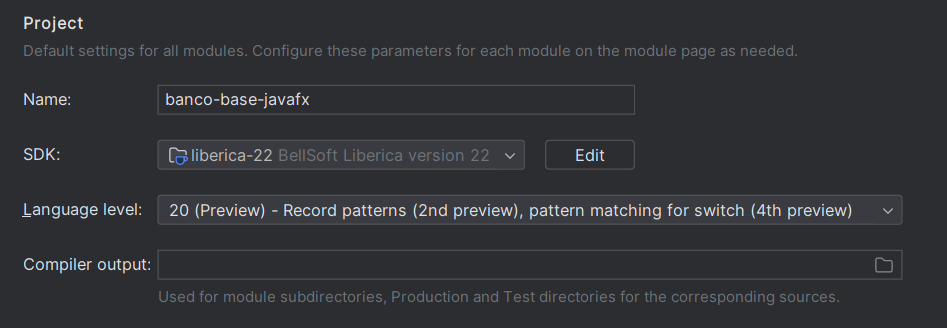 Project
Default settings for all modules. Configure these parameters for each module on the module page as needed.
Name: banco-base-javafx
SDK: liberica-22 BellSoft Liberica version 22 Edit
Language level: 20 (Preview) - Record patterns (2nd preview), pattern matching for switch (4th preview)
Compiler output:
Used for module subdirectories, Production and Test directories for the corresponding sources.